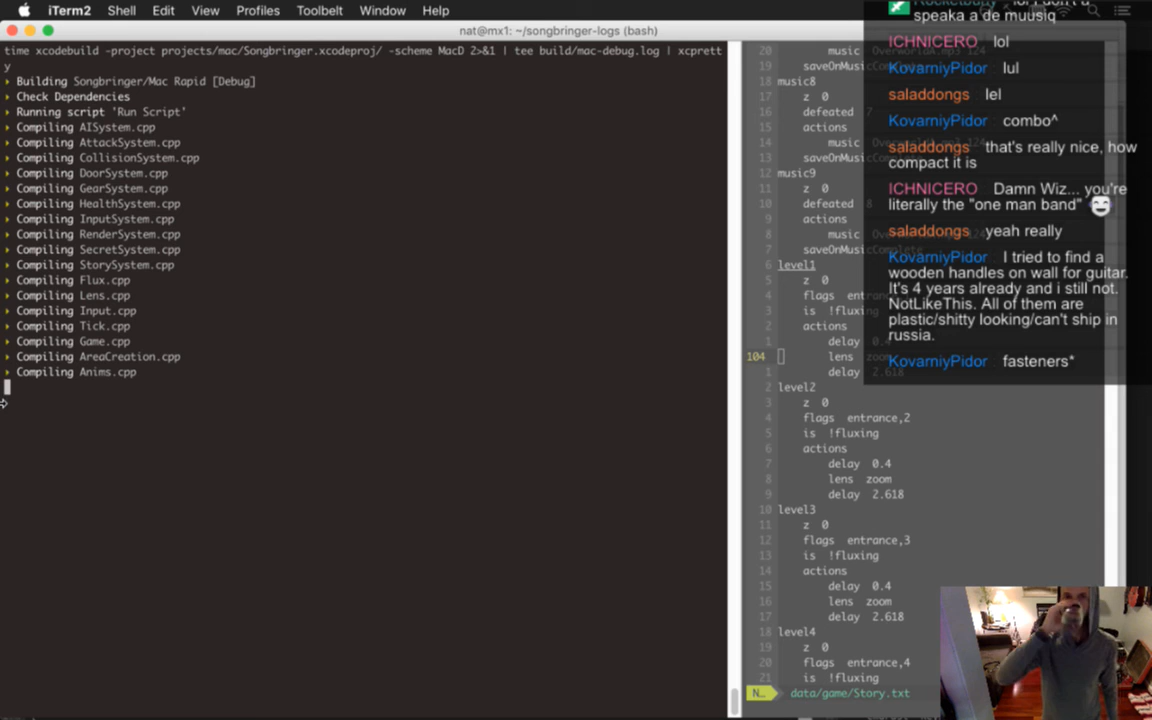 iTerm2 Shell Edit View Profiles Toolbelt Window Help
nat@mx1: ~/songbringer-logs (bash)
time xcodebuild -project projects/mac/Songbringer.xcodeproj/ -scheme MacD 2>&1 | tee build/mac-debug.log | xcprett
y
Building Songbringer/Mac Rapid [Debug]
Check Dependencies
Running script 'Run Script'
Compiling AISystem.cpp
Compiling AttackSystem.cpp
Compiling CollisionSystem.cpp
Compiling DoorSystem.cpp
Compiling GearSystem.cpp
Compiling HealthSystem.cpp
Compiling InputSystem.cpp
Compiling RenderSystem.cpp
Compiling SecretSystem.cpp
Compiling StorySystem.cpp
Compiling Flux.cpp
Compiling Lens.cpp
Compiling Input.cpp
Compiling Tick.cpp
Compiling Game.cpp
Compiling AreaCreation.cpp
Compiling Anims.cpp
20 music
19 saveOnMusic
18 music8
17 z 0
16 defeated 7
15 actions
14 music
13 saveOnMusic
12 music9
11 z 0
10 defeated 8
9 actions
8 music
7 saveOnMusicComplete
6 level1
5 z 0
4 flags
3 is !fluxing
2 actions
1 delay 0.4
104 lens zoom
1 delay 2.618
2 level2
3 z 0
4 flags entrance,2
5 is !fluxing
6 actions
7 delay 0.4
8 lens zoom
9 delay 2.618
10 level3
11 z 0
12 flags entrance,3
13 is !fluxing
14 actions
15 delay 0.4
16 lens zoom
17 delay 2.618
18 level4
19 z 0
20 flags entrance,4
21 is !fluxing
N… data/game/Story.txt
speaka a de muusiq
ICHNICERO lol
KovarniyPidor lul
saladdongs lel
KovarniyPidor combo^
saladdongs that's really nice, how
compact it is
ICHNICERO Damn Wiz... you're
literally the "one man band"
saladdongs yeah really
KovarniyPidor I tried to find a
wooden handles on wall for guitar.
It's 4 years already and i still not.
NotLikeThis. All of them are
plastic/shitty looking/can't ship in
russia.
KovarniyPidor fasteners*